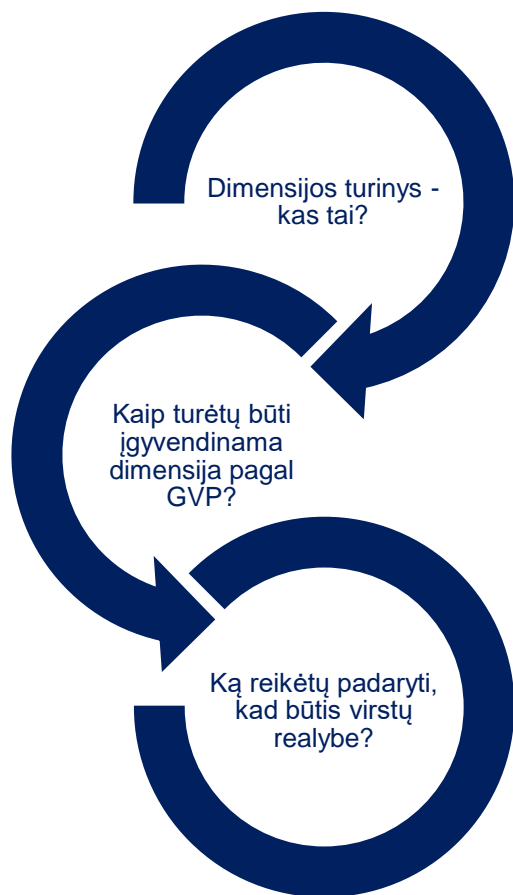 Dimensijos turinys -
kas tai?
Kaip turėtų būti
įgyvendinama
dimensija pagal
GVP?
Ką reikėtų padaryti,
kad būtis virstų
realybe?